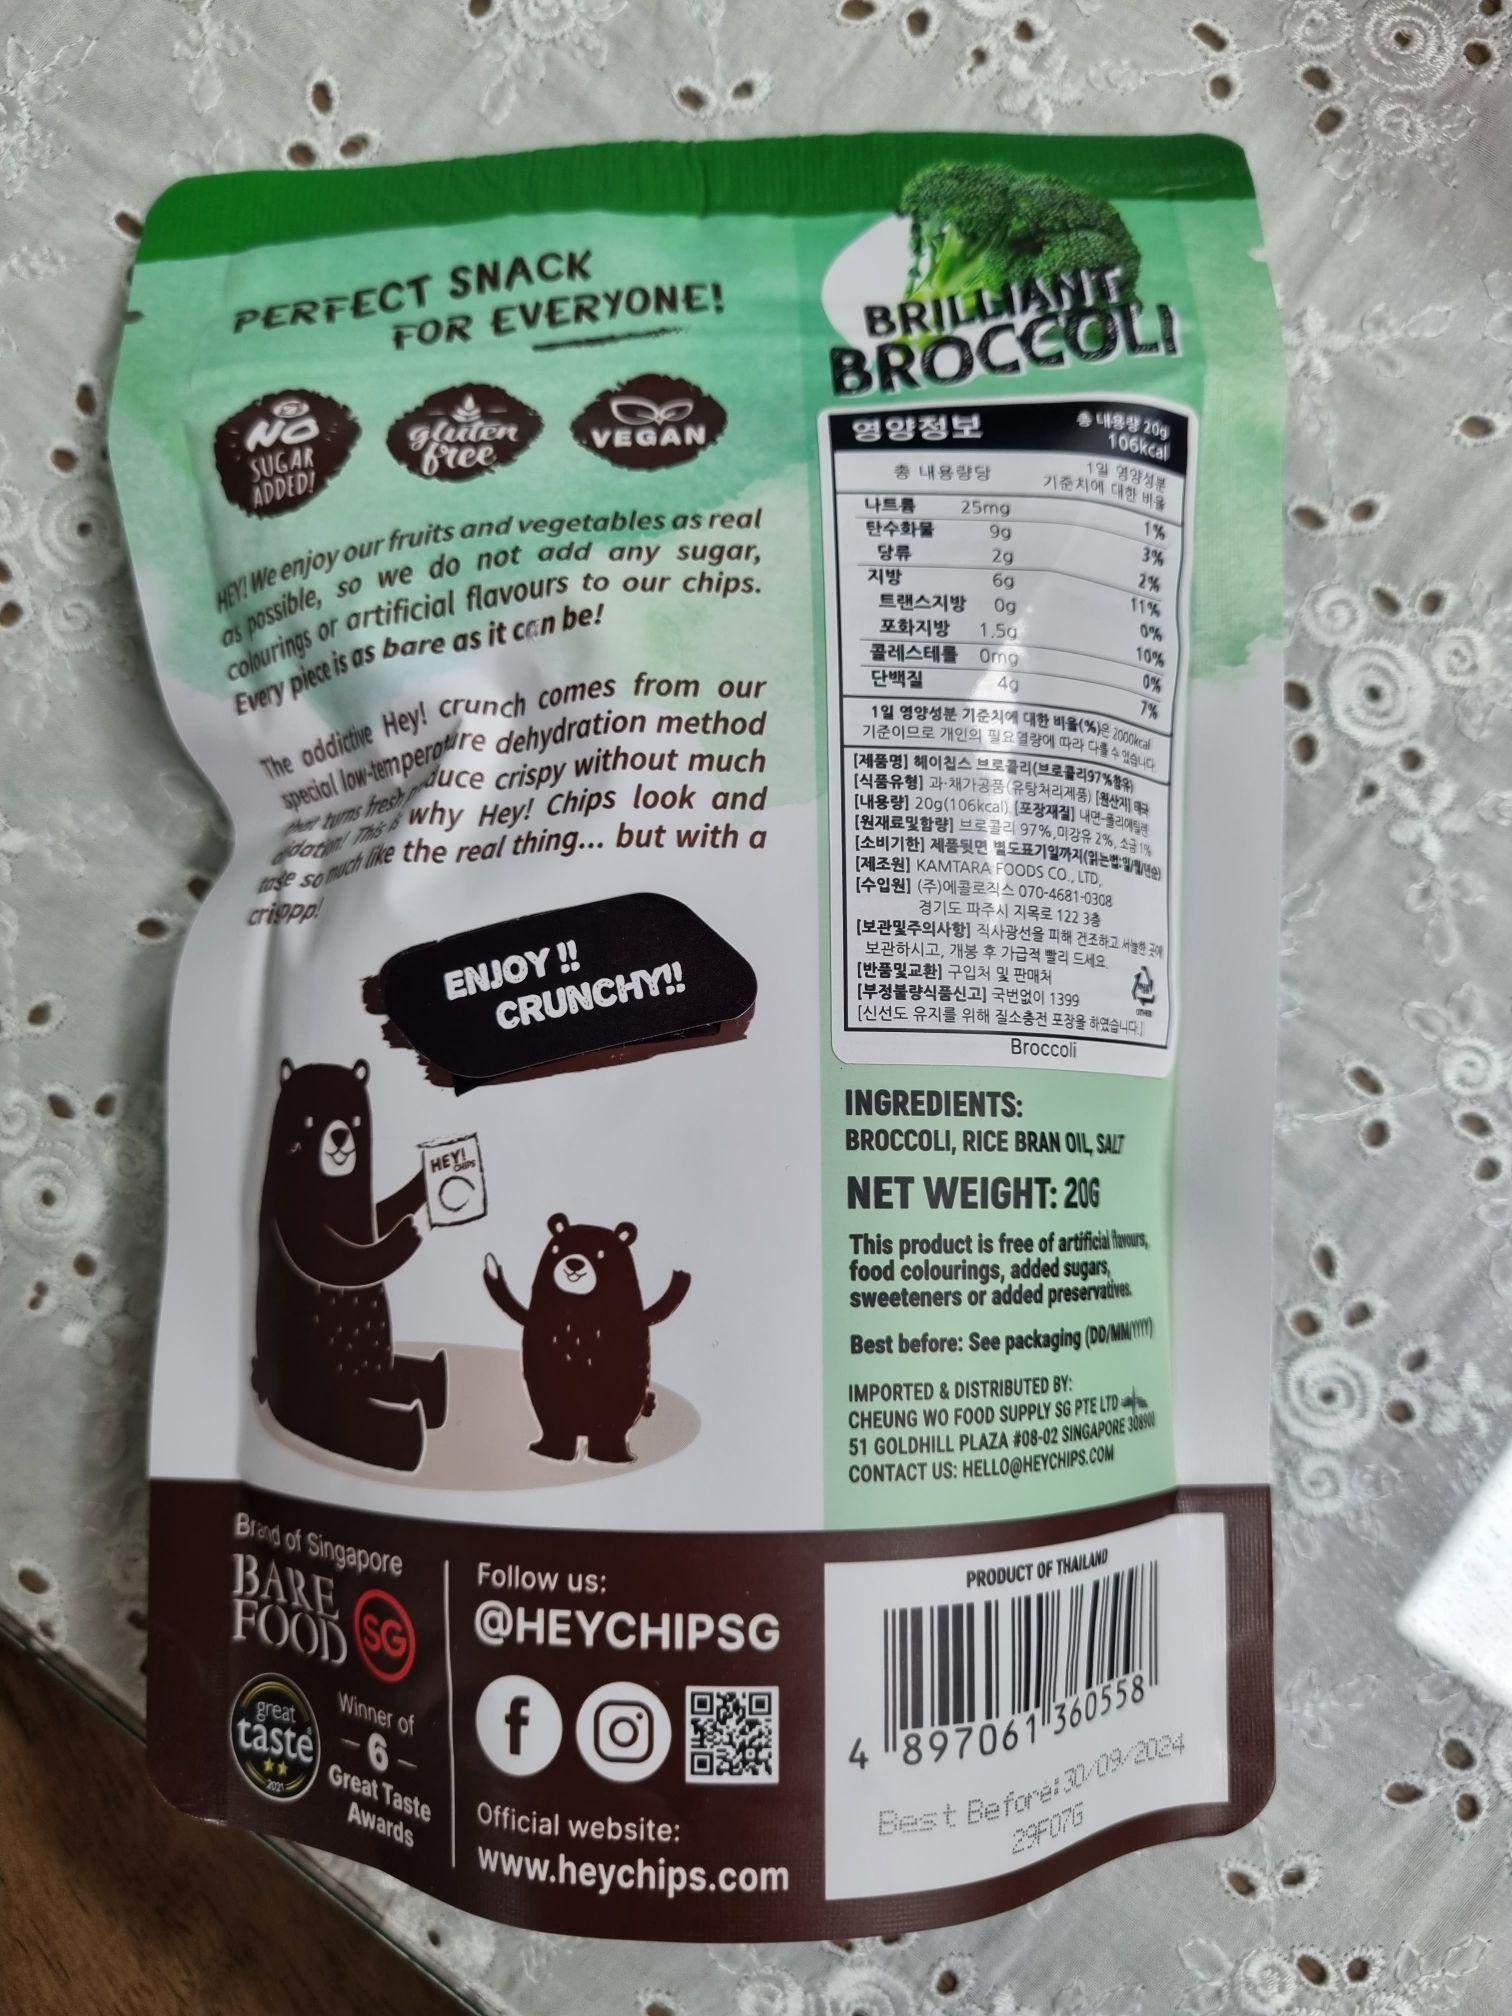 PERFECT SNACK
FOR EVERYONE!
NO
SUGAR
ADDED!
gluten
free
VEGAN
HEY! We enjoy our fruits and vegetables as real
as possible, so we do not add any sugar,
colourings or artificial flavours to our chips.
Every piece is as bare as it can be!
The addictive Hey! crunch comes from our
special low-temperature dehydration method
that turns fresh produce crispy without much
oxidation! This is why Hey! Chips look and
taste so much like the real thing... but with a
crisppp!
ENJOY !!
CRUNCHY!!
HEY!
CHIPS
Brand of Singapore
BARE
FOOD
SG
great
taste
2021
Winner of
6
Great Taste
Awards
Follow us:
@HEYCHIPSG
f
Official website:
www.heychips.com
BRILLIANT
BROCCOLI
영양정보
총 내용량 20g
106kcal
총 내용량당
1일 영양성분
기준치에 대한 비율
나트륨 25mg 1%
탄수화물 9g 3%
당류 2g 2%
지방 6g 11%
트랜스지방 0g 0%
포화지방 1.5g 10%
콜레스테롤 0mg 0%
단백질 4g 7%
1일 영양성분 기준치에 대한 비율(%)은 2000kcal
기준이므로 개인의 필요열량에 따라 다를 수 있습니다.
[제품명] 헤이칩스 브로콜리(브로콜리97%함유)
[식품유형] 과·채가공품(유탕처리제품) [원산지] 태국
[내용량] 20g(106kcal) [포장재질] 내면-폴리에틸렌
[원재료및함량] 브로콜리 97%,미강유 2%, 소금 1%
[소비기한] 제품뒷면 별도표기일까지(읽는법:일/월/년순)
[제조원] KAMTARA FOODS CO., LTD,
[수입원] (주)에콜로직스 070-4681-0308
경기도 파주시 지목로 122 3층
[보관및주의사항] 직사광선을 피해 건조하고 서늘한 곳에
보관하시고, 개봉 후 가급적 빨리 드세요.
[반품및교환] 구입처 및 판매처
[부정불량식품신고] 국번없이 1399
OTHER
[신선도 유지를 위해 질소충전 포장을 하였습니다.]
Broccoli
INGREDIENTS:
BROCCOLI, RICE BRAN OIL, SALT
NET WEIGHT: 20G
This product is free of artificial flavours,
food colourings, added sugars,
sweeteners or added preservatives.
Best before: See packaging (DD/MM/YYYY)
IMPORTED & DISTRIBUTED BY:
CHEUNG WO FOOD SUPPLY SG PTE LTD
51 GOLDHILL PLAZA #08-02 SINGAPORE 308900
CONTACT US: HELLO@HEYCHIPS.COM
PRODUCT OF THAILAND
4 897061 360558
Best Before:30/09/2024
29F07G